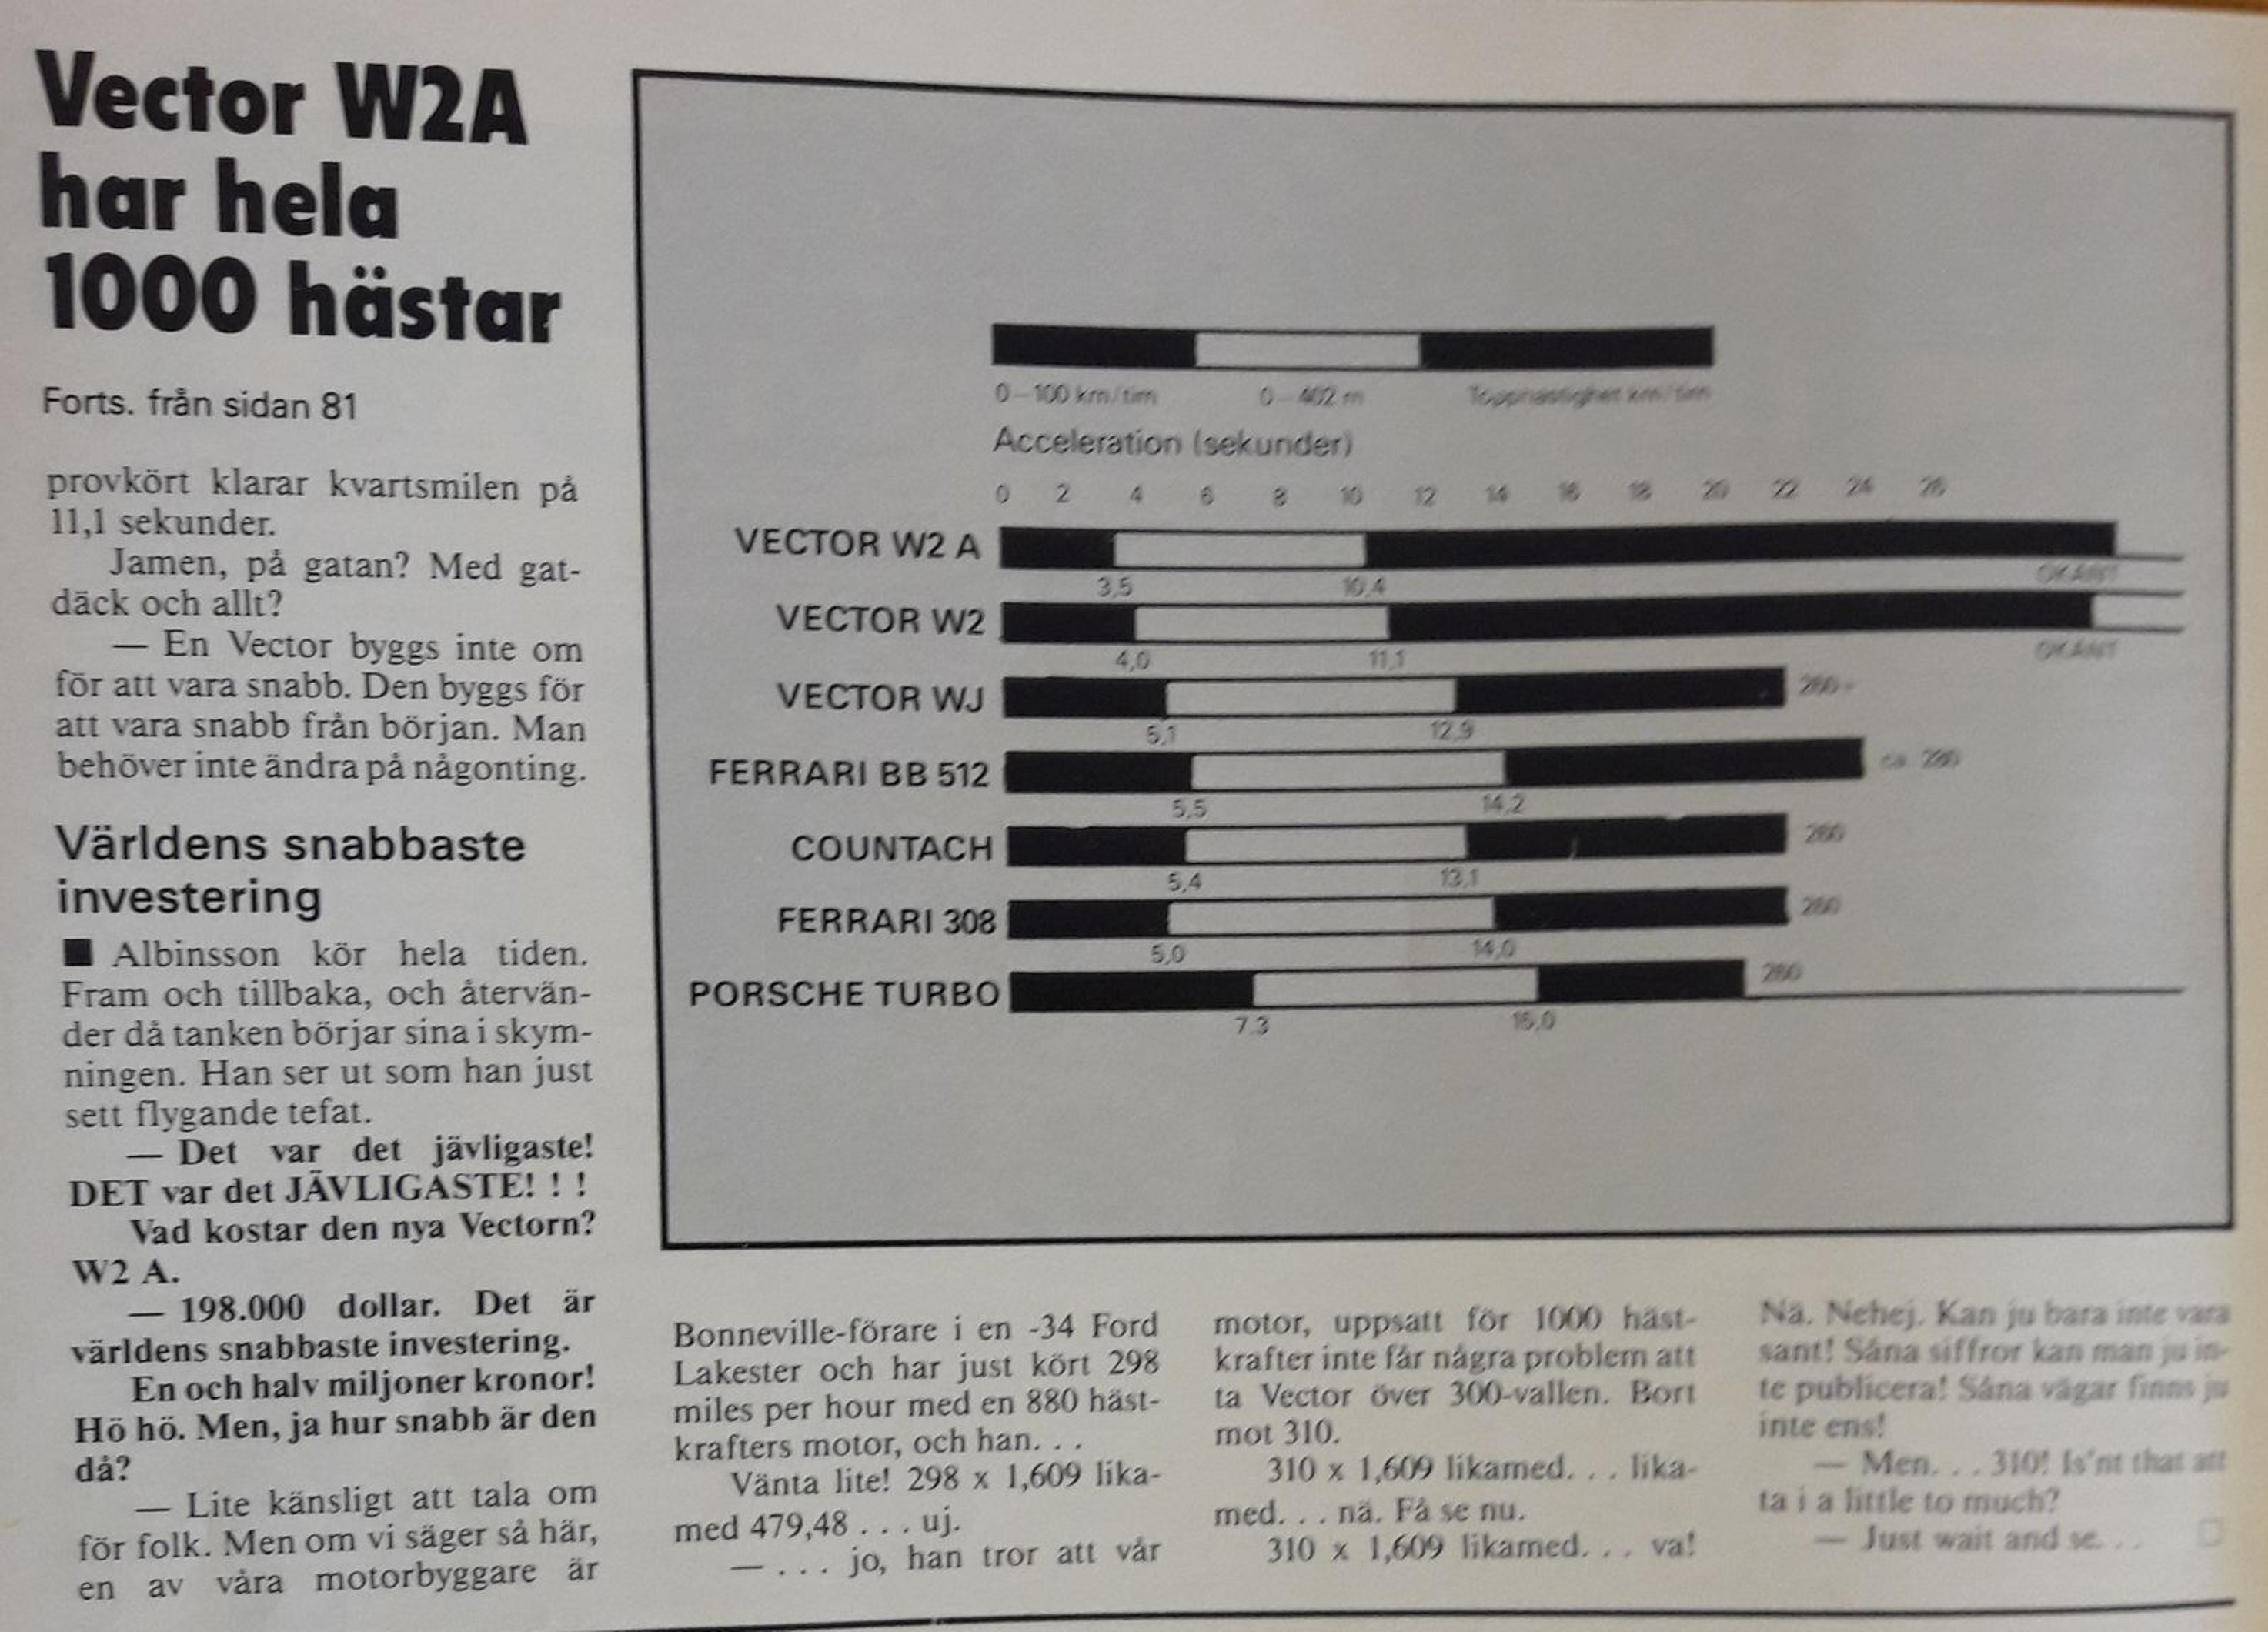 Vector W2A
har hela
1000 hästar
Forts. från sidan 81
provkört klarar kvartsmilen på
11,1 sekunder.
Jamen, på gatan? Med gat-
däck och allt?
— En Vector byggs inte om
för att vara snabb. Den byggs för
att vara snabb från början. Man
behöver inte ändra på någonting.
Världens snabbaste
investering
■ Albinsson kör hela tiden.
Fram och tillbaka, och återvän-
der då tanken börjar sina i skym-
ningen. Han ser ut som han just
sett flygande tefat.
— Det var det jävligaste!
DET var det JÄVLIGASTE! ! !
Vad kostar den nya Vectorn?
W2 A.
— 198.000 dollar. Det är
världens snabbaste investering.
En och halv miljoner kronor!
Hö hö. Men, ja hur snabb är den
då?
— Lite känsligt att tala om
för folk. Men om vi säger så här,
en av våra motorbyggare är
0–100 km/tim 0–402 m Topphastighet km/tim
Acceleration (sekunder)
0 2 4 6 8 10 12 14 16 18 20 22 24 26
VECTOR W2 A
3,5 10,4 OKÄNT
VECTOR W2
4,0 11,1 OKÄNT
VECTOR WJ 260+
5,1 12,9
FERRARI BB 512 ca 280
5,5 14,2
COUNTACH 260
5,4 13,1
FERRARI 308 260
5,0 14,0
PORSCHE TURBO 260
7,3
Bonneville-förare i en -34 Ford
Lakester och har just kört 298
miles per hour med en 880 häst-
krafters motor, och han. . .
Vänta lite! 298 x 1,609 lika-
med 479,48 . . . uj.
— . . . jo, han tror att vår
motor, uppsatt för 1000 häst-
krafter inte får några problem att
ta Vector över 300-vallen. Bort
mot 310.
310 x 1,609 likamed. . . lika-
med. . . nä. Få se nu.
310 x 1,609 likamed. . . va!
Nä. Nehej. Kan ju bara inte vara
sant! Såna siffror kan man ju in-
te publicera! Såna vägar finns ju
inte ens!
— Men. . . 310! Is'nt that att
ta i a little to much?
— Just wait and se. . .